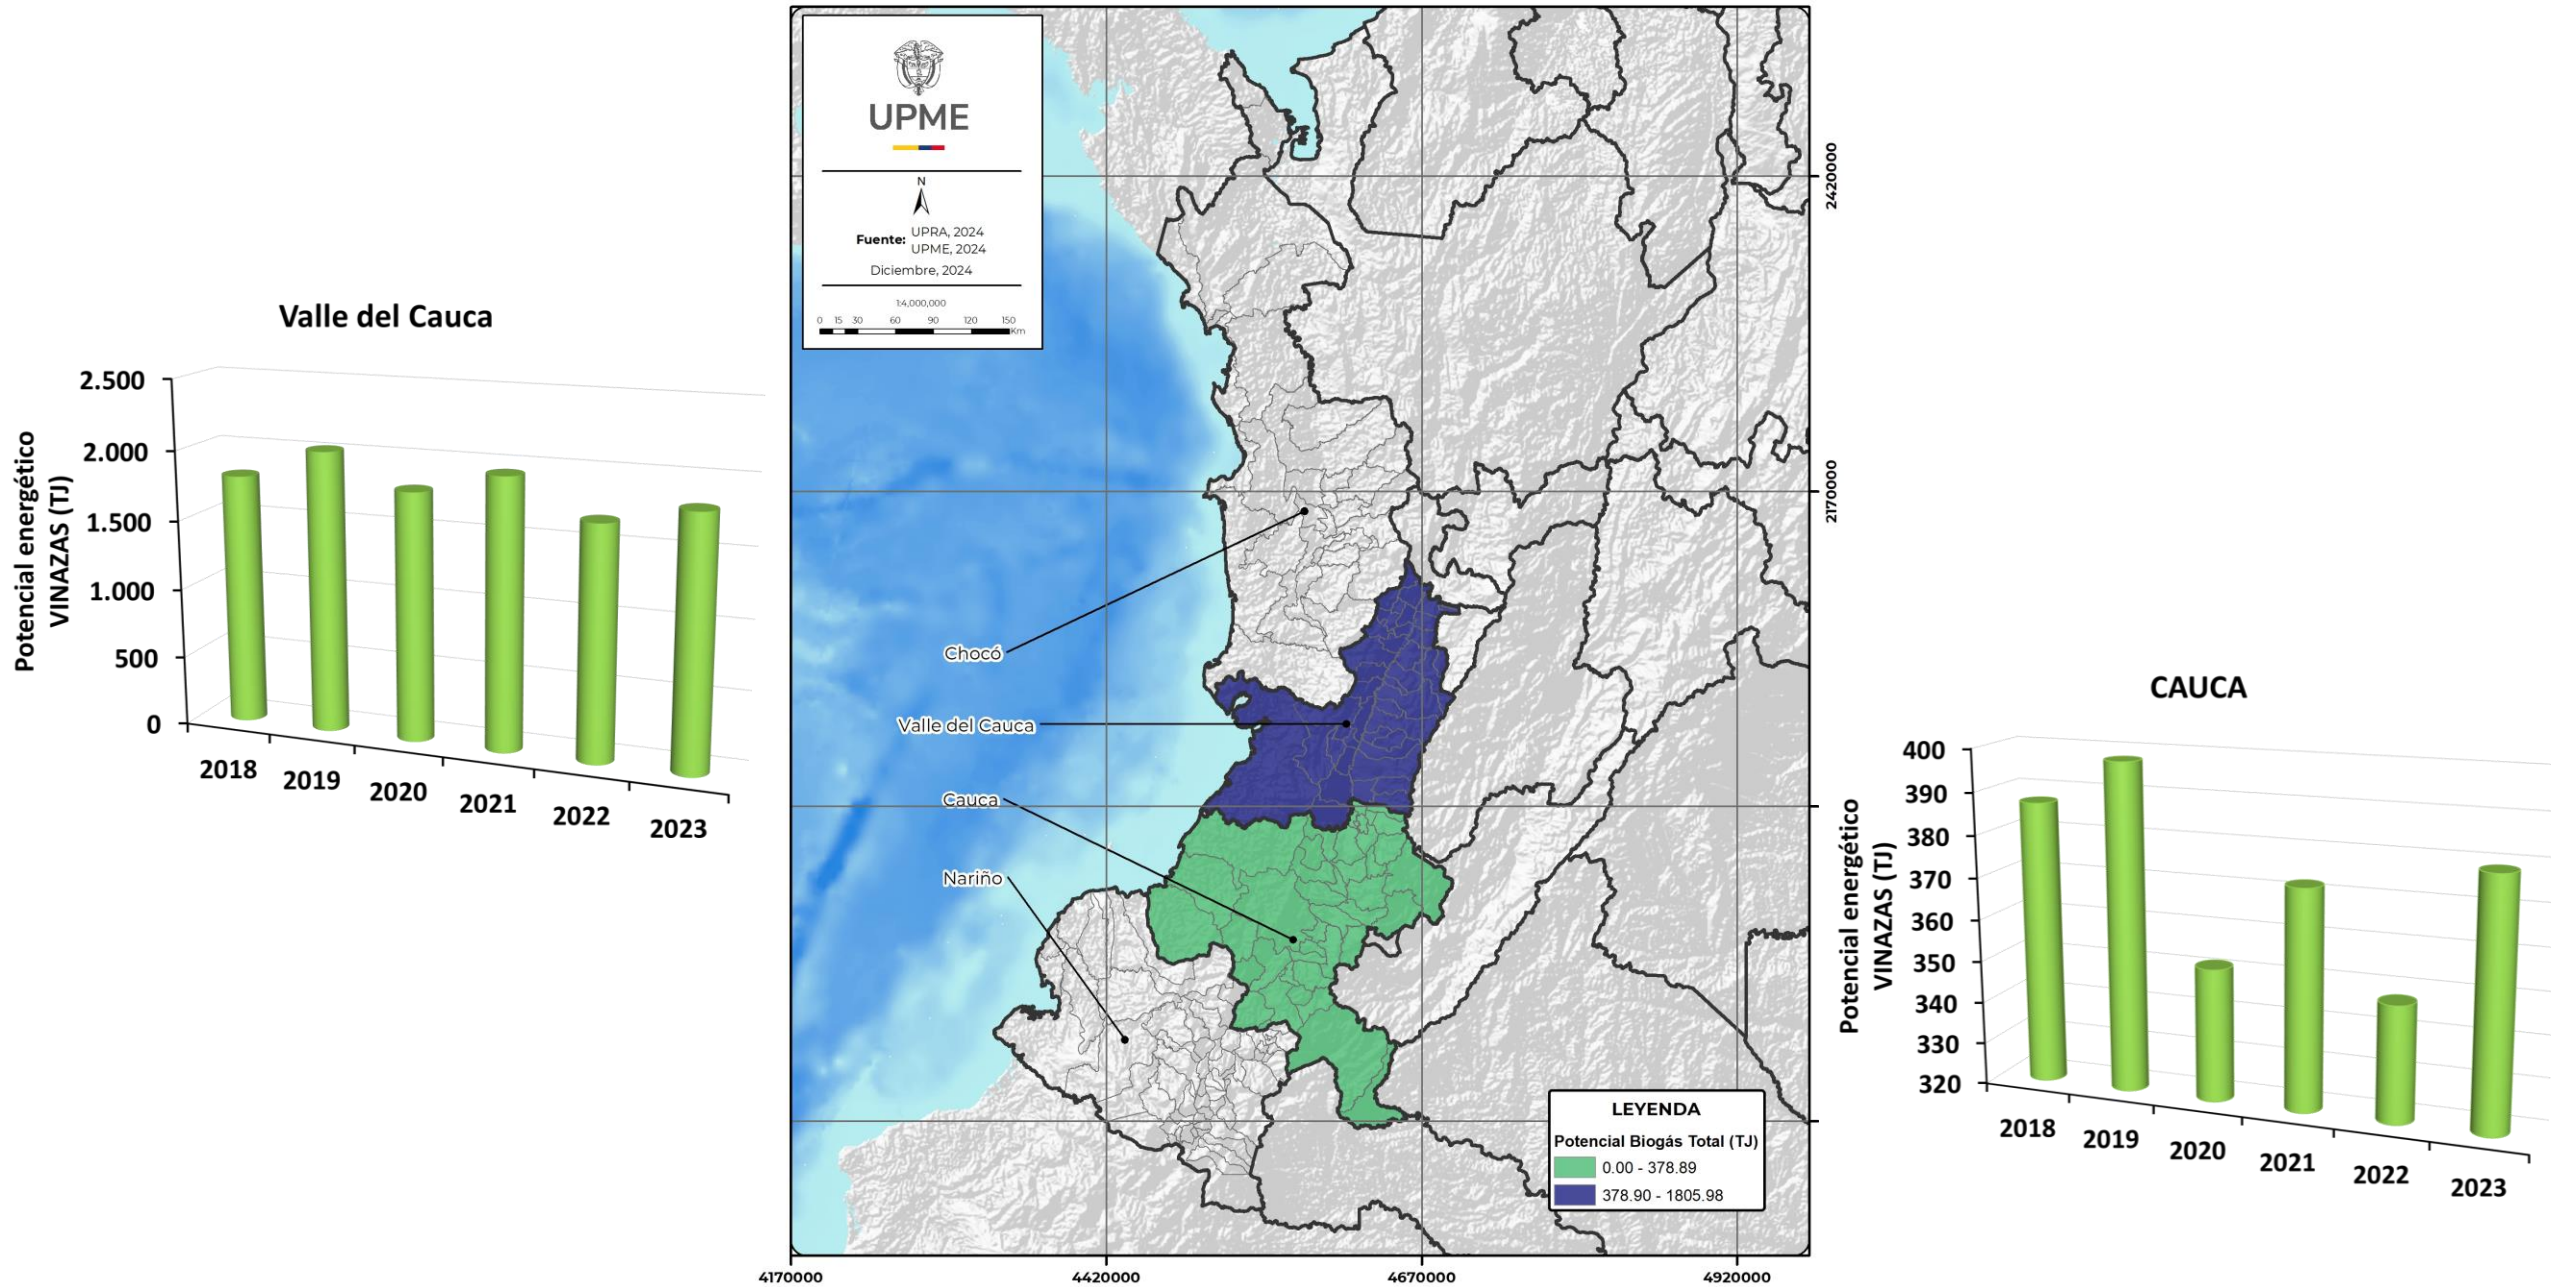 Valle del Cauca
Potencial energético
VINAZAS (TJ)
2.500
2.000
1.500
1.000
500
0
2018
2019
2020
2021
2022
2023
UPME
N
Fuente: UPRA, 2024
UPME, 2024
Diciembre, 2024
1:4,000,000
0 15 30 60 90 120 150
Km
Chocó
Valle del Cauca
Cauca
Nariño
2420000
2170000
LEYENDA
Potencial Biogás Total (TJ)
0.00 - 378.89
378.90 - 1805.98
4170000 4420000 4670000 4920000
CAUCA
Potencial energético
VINAZAS (TJ)
400
390
380
370
360
350
340
330
320
2018
2019
2020
2021
2022
2023